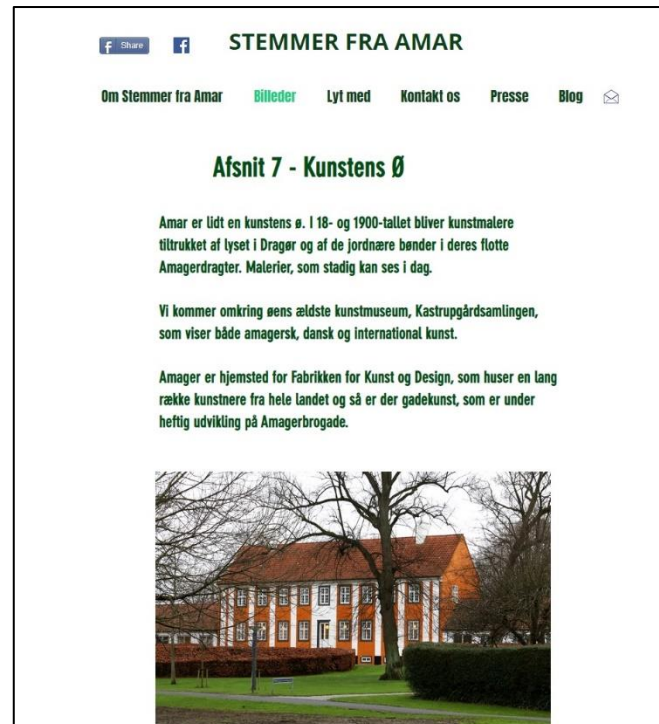 Share
STEMMER FRA AMAR
Om Stemmer fra Amar Billeder Lyt med Kontakt os Presse Blog
Afsnit 7 - Kunstens Ø
Amar er lidt en kunstens ø. I 18- og 1900-tallet bliver kunstmalere
tiltrukket af lyset i Dragør og af de jordnære bønder i deres flotte
Amagerdragter. Malerier, som stadig kan ses i dag.
Vi kommer omkring øens ældste kunstmuseum, Kastrupgårdsamlingen,
som viser både amagersk, dansk og international kunst.
Amager er hjemsted for Fabrikken for Kunst og Design, som huser en lang
række kunstnere fra hele landet og så er der gadekunst, som er under
heftig udvikling på Amagerbrogade.